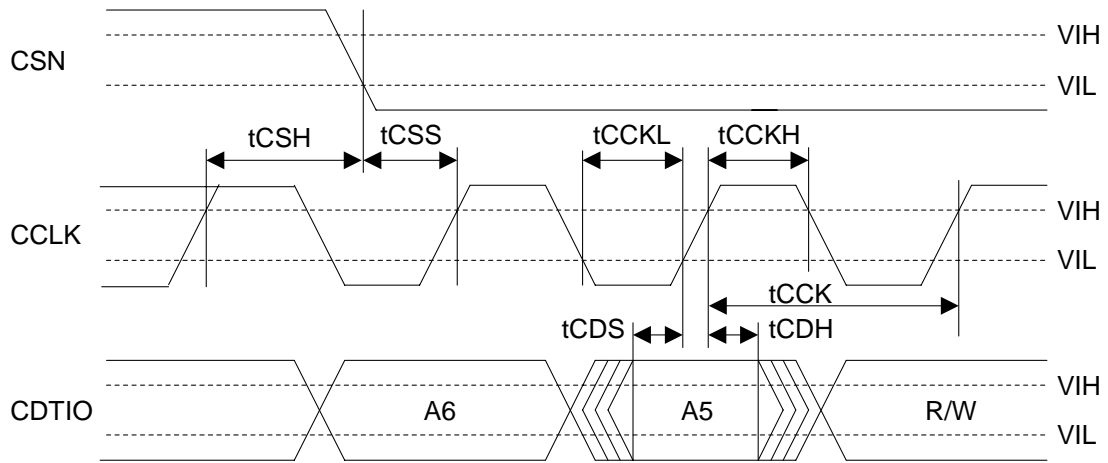 VIH
CSN
VIL
tCSH tCSS tCCKL tCCKH
VIH
CCLK
VIL
tCCK
tCDS tCDH
VIH
CDTIO A6 A5 R/W
VIL